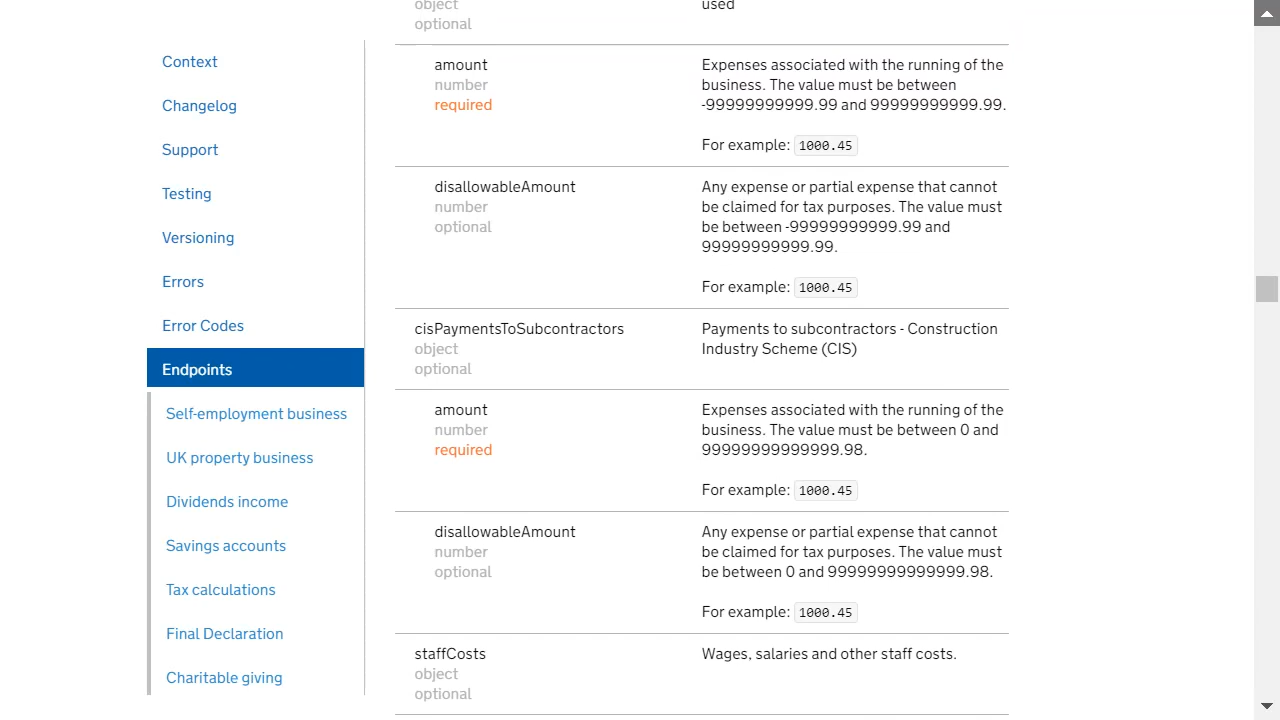 Context
Changelog
Support
Testing
Versioning
Errors
Error Codes
Endpoints
Self-employment business
UK property business
Dividends income
Savings accounts
Tax calculations
Final Declaration
Charitable giving
object
optional
used
amount
number
required
Expenses associated with the running of the
business. The value must be between
-99999999999.99 and 99999999999.99.
For example: 1000.45
disallowableAmount
number
optional
Any expense or partial expense that cannot
be claimed for tax purposes. The value must
be between -99999999999.99 and
99999999999.99.
For example: 1000.45
cisPaymentsToSubcontractors
object
optional
Payments to subcontractors - Construction
Industry Scheme (CIS)
amount
number
required
Expenses associated with the running of the
business. The value must be between 0 and
99999999999999.98.
For example: 1000.45
disallowableAmount
number
optional
Any expense or partial expense that cannot
be claimed for tax purposes. The value must
be between 0 and 99999999999999.98.
For example: 1000.45
staffCosts
object
optional
Wages, salaries and other staff costs.